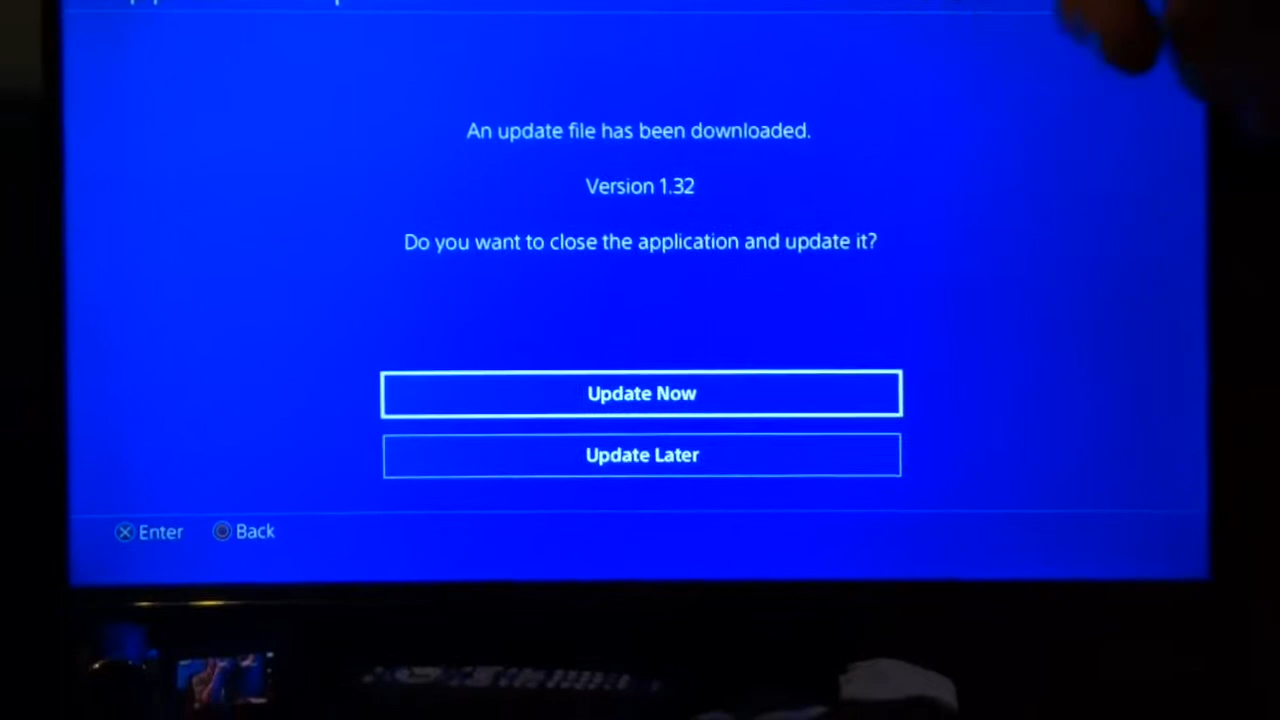 An update file has been downloaded.
Version 1.32
Do you want to close the application and update it?
Update Now
Update Later
Enter Back